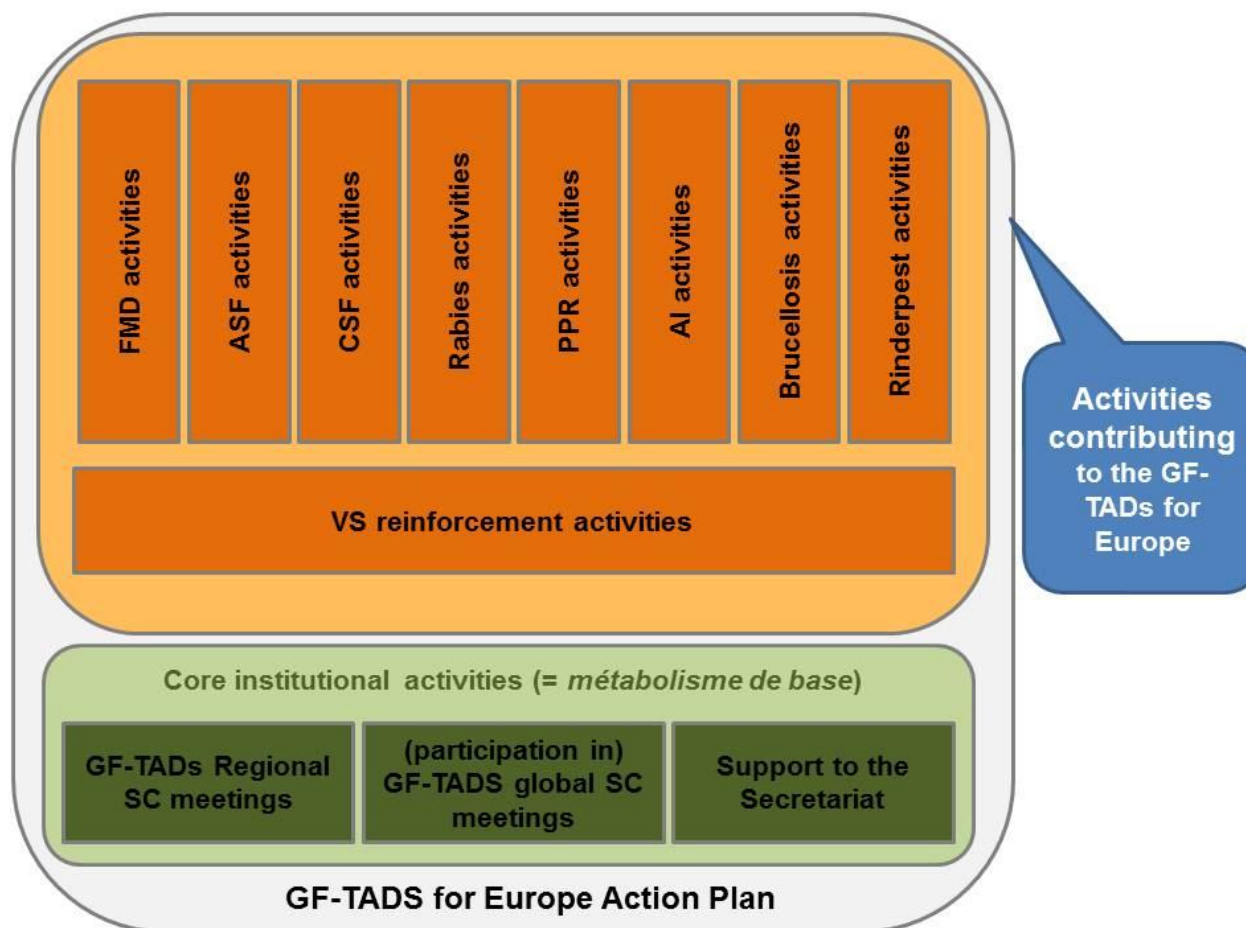 FMD activities
ASF activities
CSF activities
Rabies activities
PPR activities
AI activities
Brucellosis activities
Rinderpest activities
VS reinforcement activities
Activities
contributing
to the GF-
TADs for
Europe
Core institutional activities (= métabolisme de base)
GF-TADs Regional
SC meetings
(participation in)
GF-TADS global SC
meetings
Support to the
Secretariat
GF-TADS for Europe Action Plan